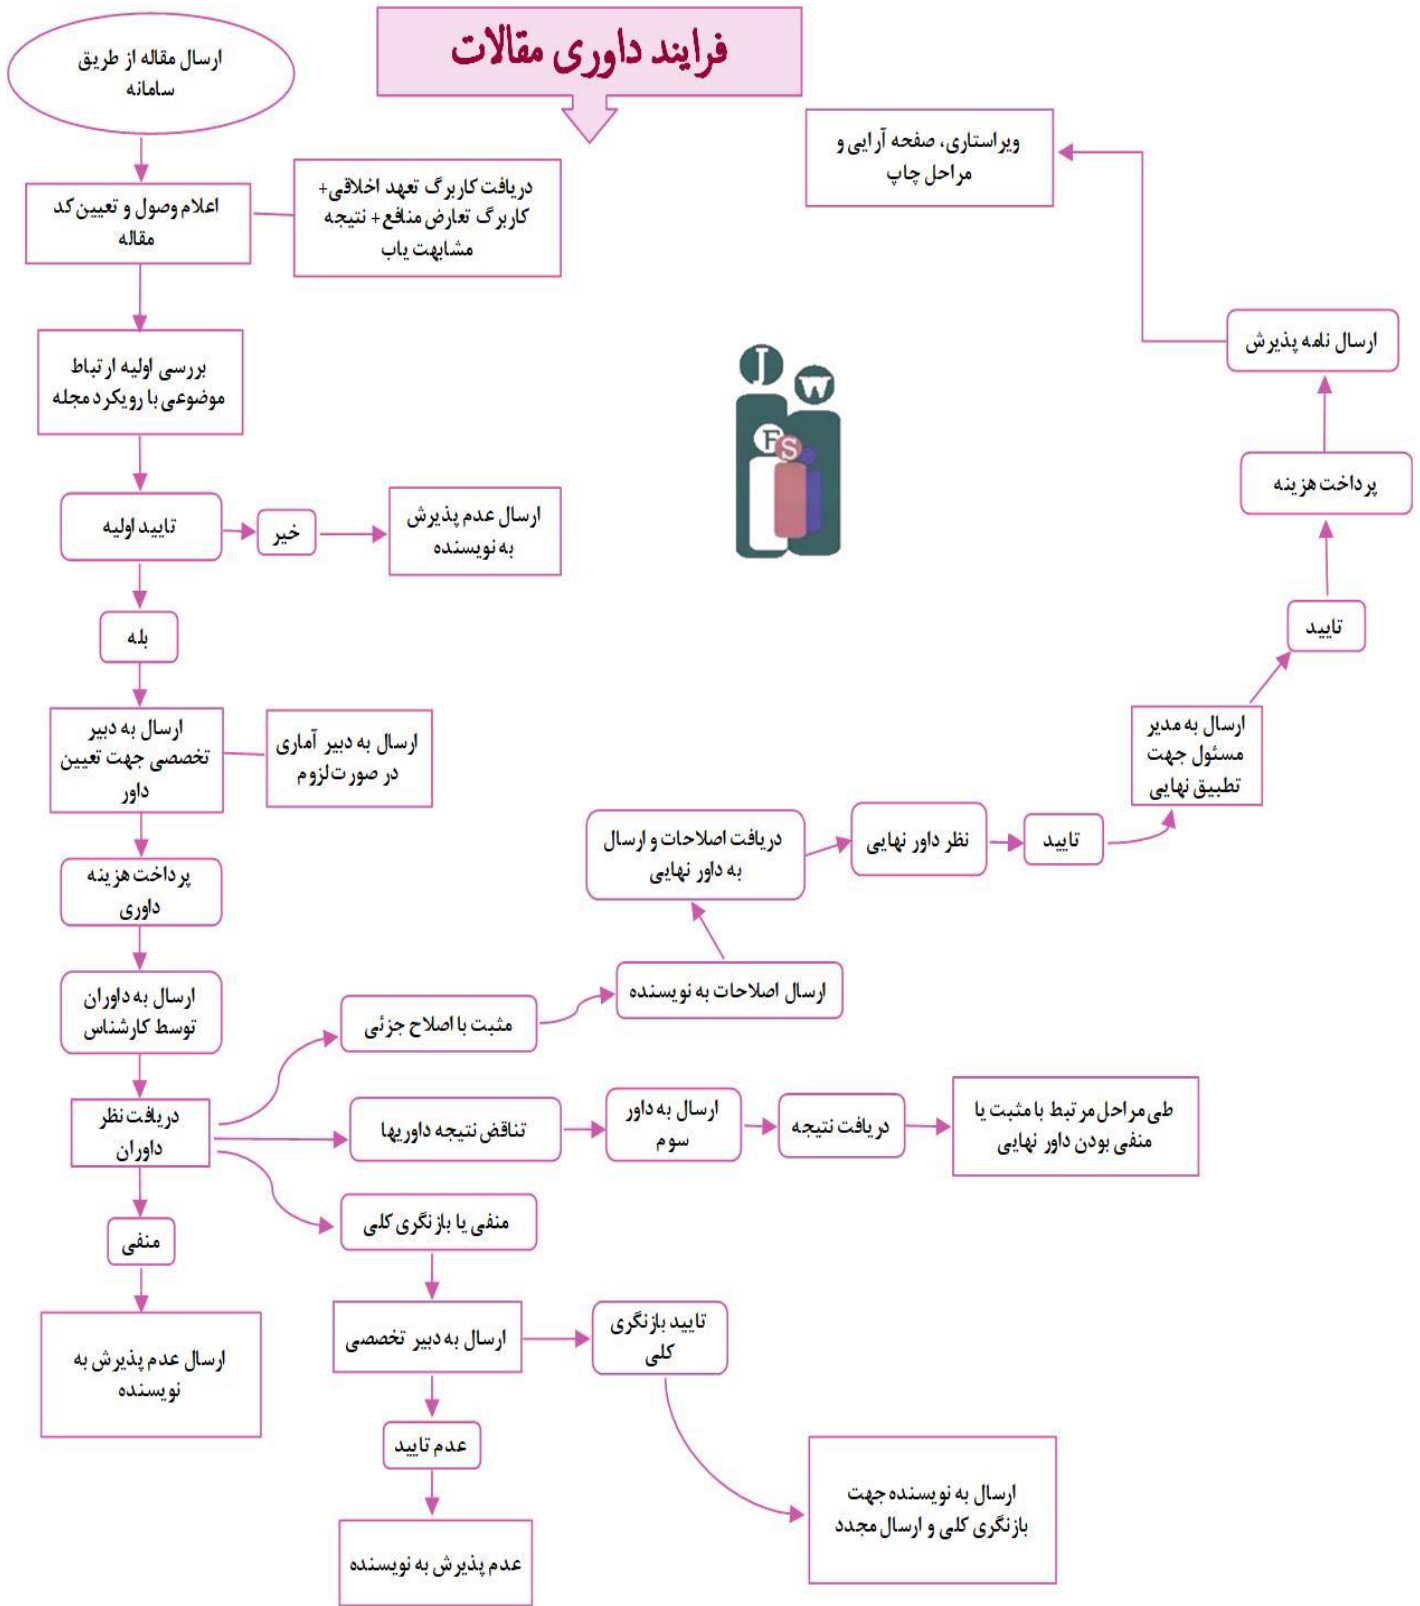 فرایند داوری مقالات
ارسال مقاله از طریق
سامانه
اعلام وصول و تعیین کد
مقاله
دریافت کاربرگ تعهد اخلاقی+
کاربرگ تعارض منافع+ نتیجه
مشابهت یاب
بررسی اولیه ارتباط
موضوعی با رویکرد مجله
تایید اولیه
خیر
ارسال عدم پذیرش
به نویسنده
بله
ارسال به دبیر
تخصصی جهت تعیین
داور
ارسال به دبیر آماری
در صورت لزوم
پرداخت هزینه
داوری
ارسال به داوران
توسط کارشناس
دریافت نظر
داوران
منفی
ارسال عدم پذیرش به
نویسنده
مثبت با اصلاح جزئی
ارسال اصلاحات به نویسنده
دریافت اصلاحات و ارسال
به داور نهایی
نظر داور نهایی
تایید
ارسال به مدیر
مسئول جهت
تطبیق نهایی
تایید
پرداخت هزینه
ارسال نامه پذیرش
ویراستاری، صفحه آرایی و
مراحل چاپ
تناقض نتیجه داوریها
ارسال به داور
سوم
دریافت نتیجه
طی مراحل مرتبط با مثبت یا
منفی بودن داور نهایی
منفی یا بازنگری کلی
ارسال به دبیر تخصصی
تایید بازنگری
کلی
ارسال به نویسنده جهت
بازنگری کلی و ارسال مجدد
عدم تایید
عدم پذیرش به نویسنده
J
W
F
S